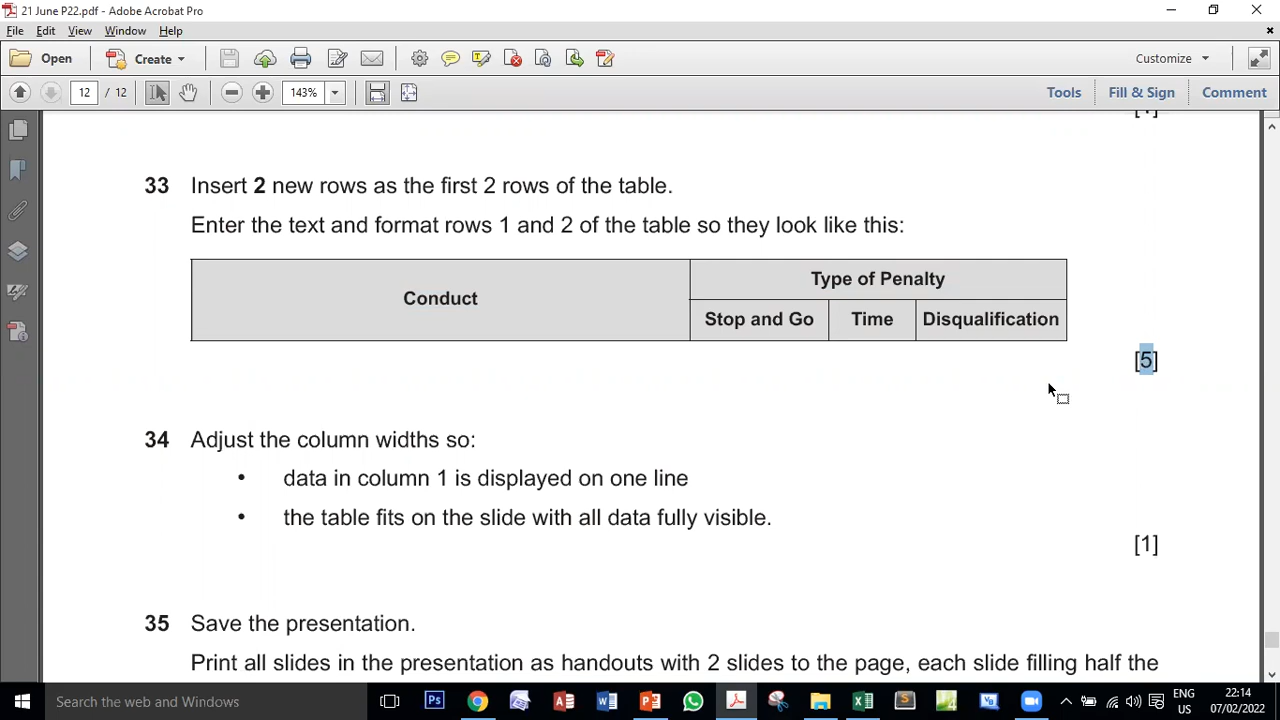 21 June P22.pdf - Adobe Acrobat Pro
File Edit View Window Help
Open Create Customize
12 / 12 143% Tools Fill & Sign Comment
33 Insert 2 new rows as the first 2 rows of the table.
Enter the text and format rows 1 and 2 of the table so they look like this:
Conduct
Type of Penalty
Stop and Go Time Disqualification
[5]
34 Adjust the column widths so:
• data in column 1 is displayed on one line
• the table fits on the slide with all data fully visible.
[1]
35 Save the presentation.
Print all slides in the presentation as handouts with 2 slides to the page, each slide filling half the
Search the web and Windows
ENG 22:14
US 07/02/2022